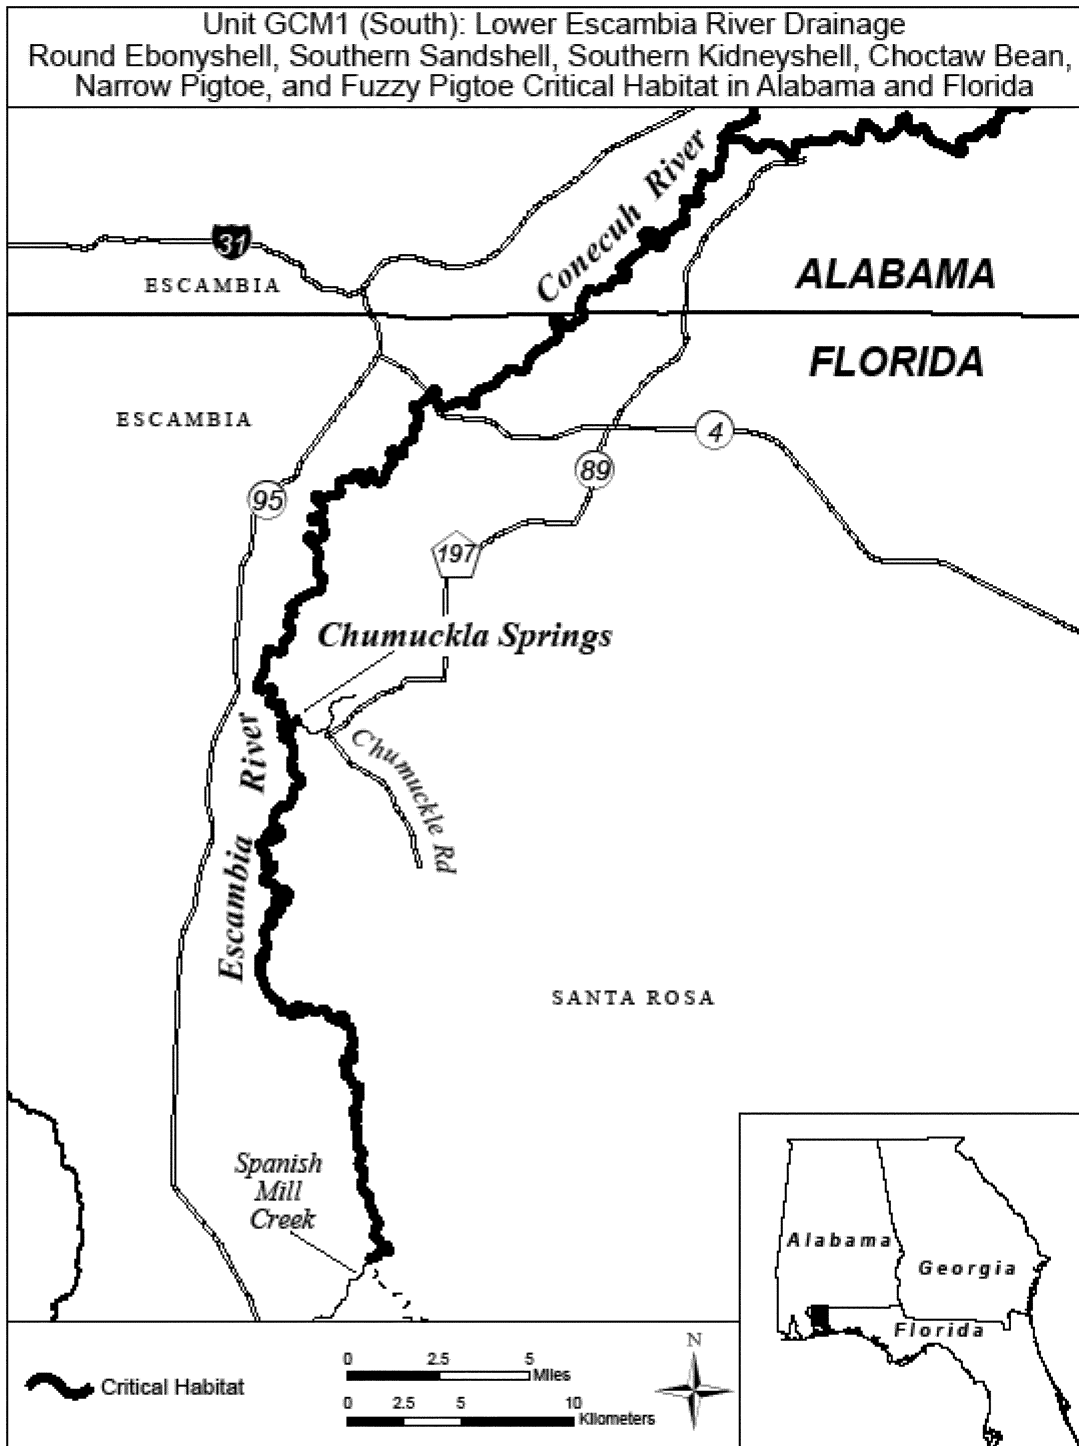 Unit GCM1 (South): Lower Escambia River Drainage
Round Ebonyshell, Southern Sandshell, Southern Kidneyshell, Choctaw Bean,
Narrow Pigtoe, and Fuzzy Pigtoe Critical Habitat in Alabama and Florida
Conecuh River
31
ESCAMBIA
ALABAMA
FLORIDA
ESCAMBIA
4
89
95
197
Chumuckla Springs
Chumuckle Rd
Escambia River
SANTA ROSA
Spanish
Mill
Creek
Alabama
Georgia
Florida
Critical Habitat
0 2.5 5
Miles
0 2.5 5 10
Kilometers
N